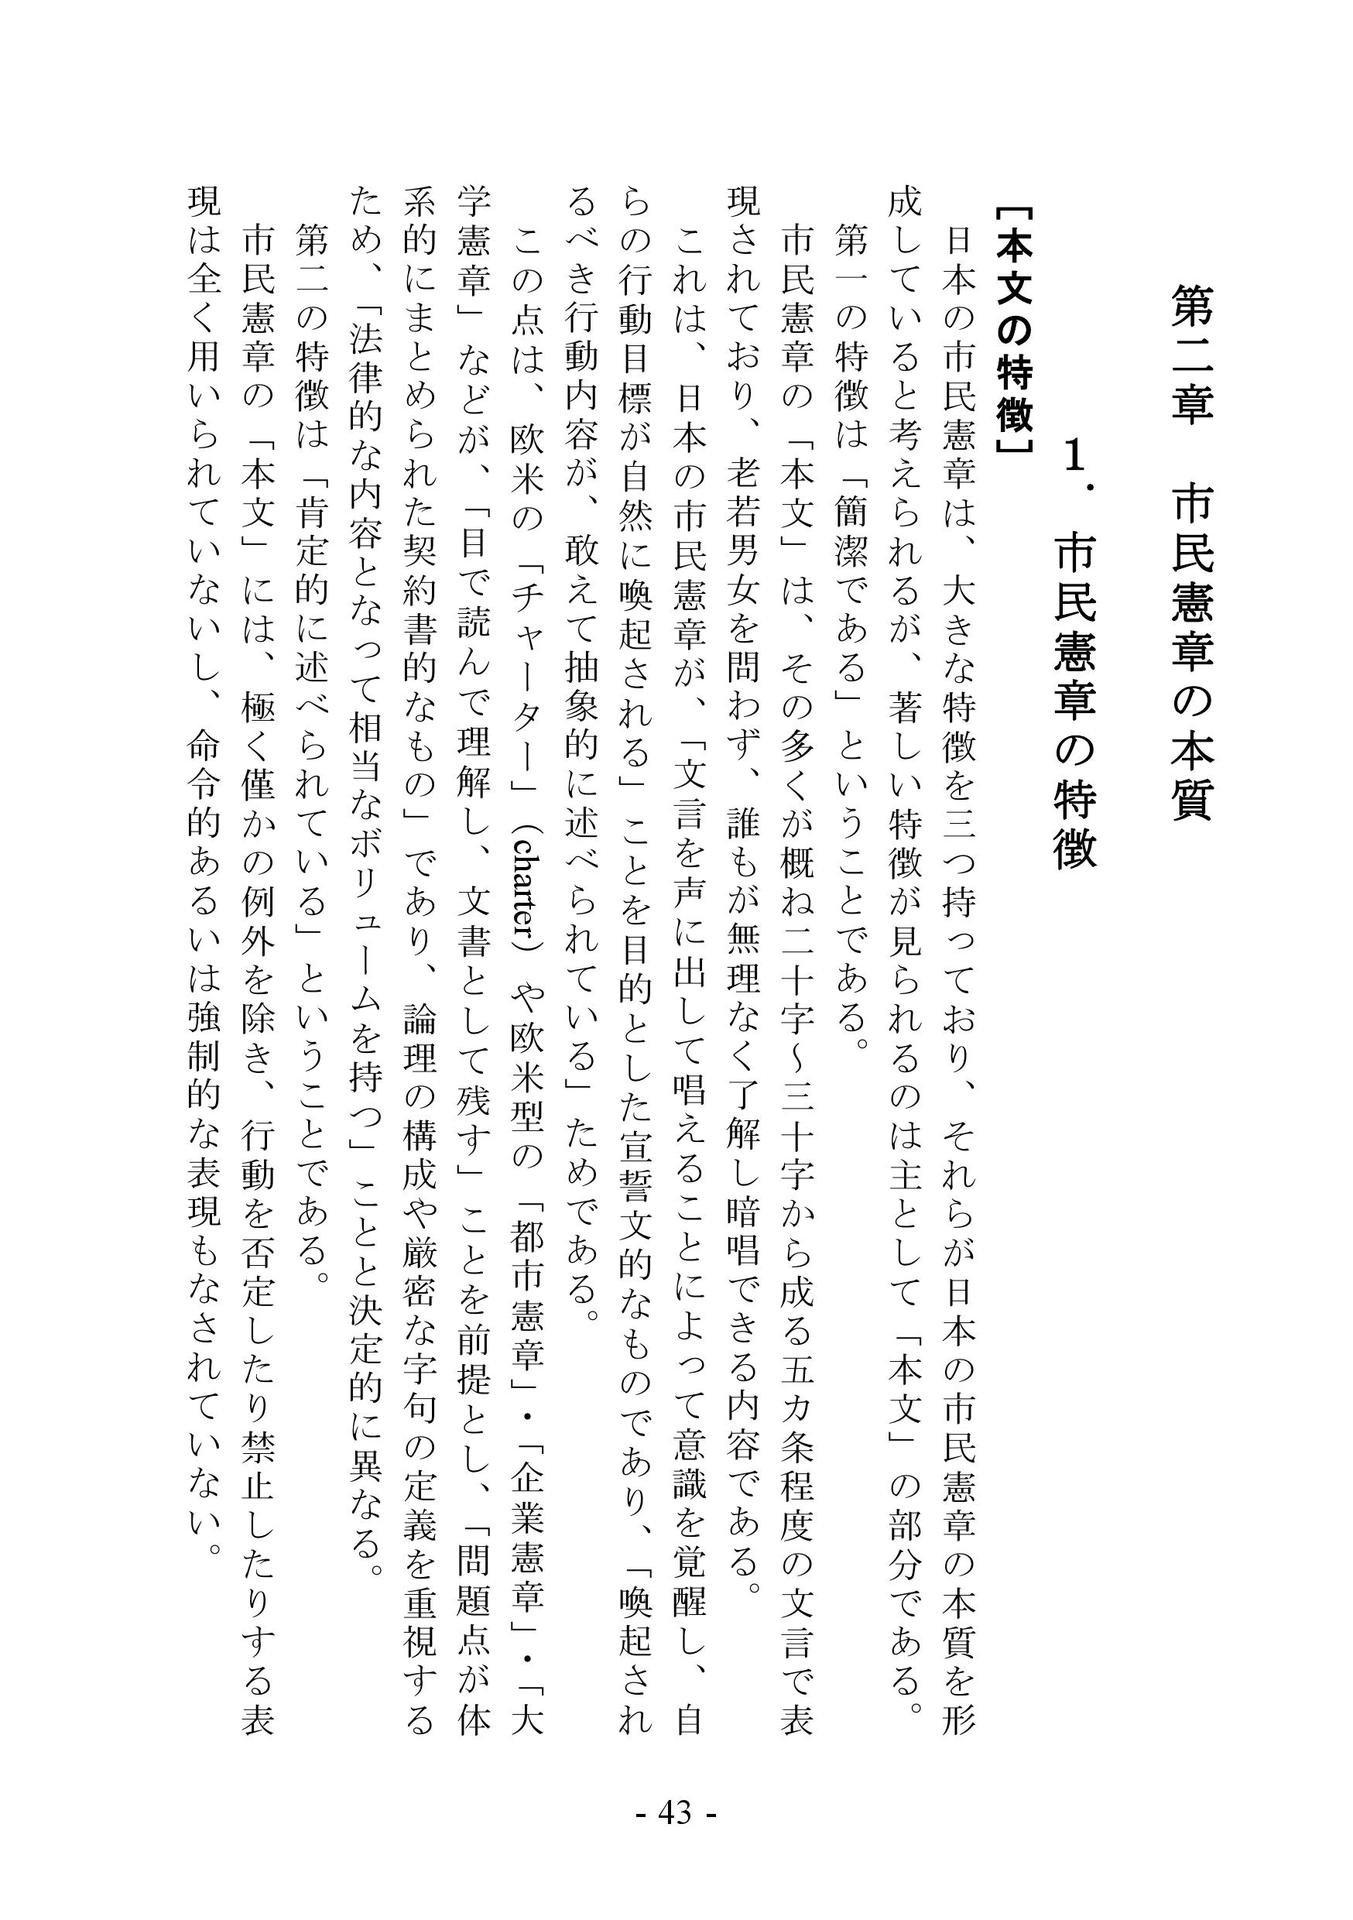 第二章　市民憲章の本質
1．市民憲章の特徴
［本文の特徴］
日本の市民憲章は、大きな特徴を三つ持っており、それらが日本の市民憲章の本質を形
成していると考えられるが、著しい特徴が見られるのは主として「本文」の部分である。
第一の特徴は「簡潔である」ということである。
市民憲章の「本文」は、その多くが概ね二十字～三十字から成る五カ条程度の文言で表
現されており、老若男女を問わず、誰もが無理なく了解し暗唱できる内容である。
これは、日本の市民憲章が、「文言を声に出して唱えることによって意識を覚醒し、自
らの行動目標が自然に喚起される」ことを目的とした宣誓文的なものであり、「喚起され
るべき行動内容が、敢えて抽象的に述べられている」ためである。
この点は、欧米の「チャーター」（charter）や欧米型の「都市憲章」・「企業憲章」・「大
学憲章」などが、「目で読んで理解し、文書として残す」ことを前提とし、「問題点が体
系的にまとめられた契約書的なもの」であり、論理の構成や厳密な字句の定義を重視する
ため、「法律的な内容となって相当なボリュームを持つ」ことと決定的に異なる。
第二の特徴は「肯定的に述べられている」ということである。
市民憲章の「本文」には、極く僅かの例外を除き、行動を否定したり禁止したりする表
現は全く用いられていないし、命令的あるいは強制的な表現もなされていない。
- 43 -